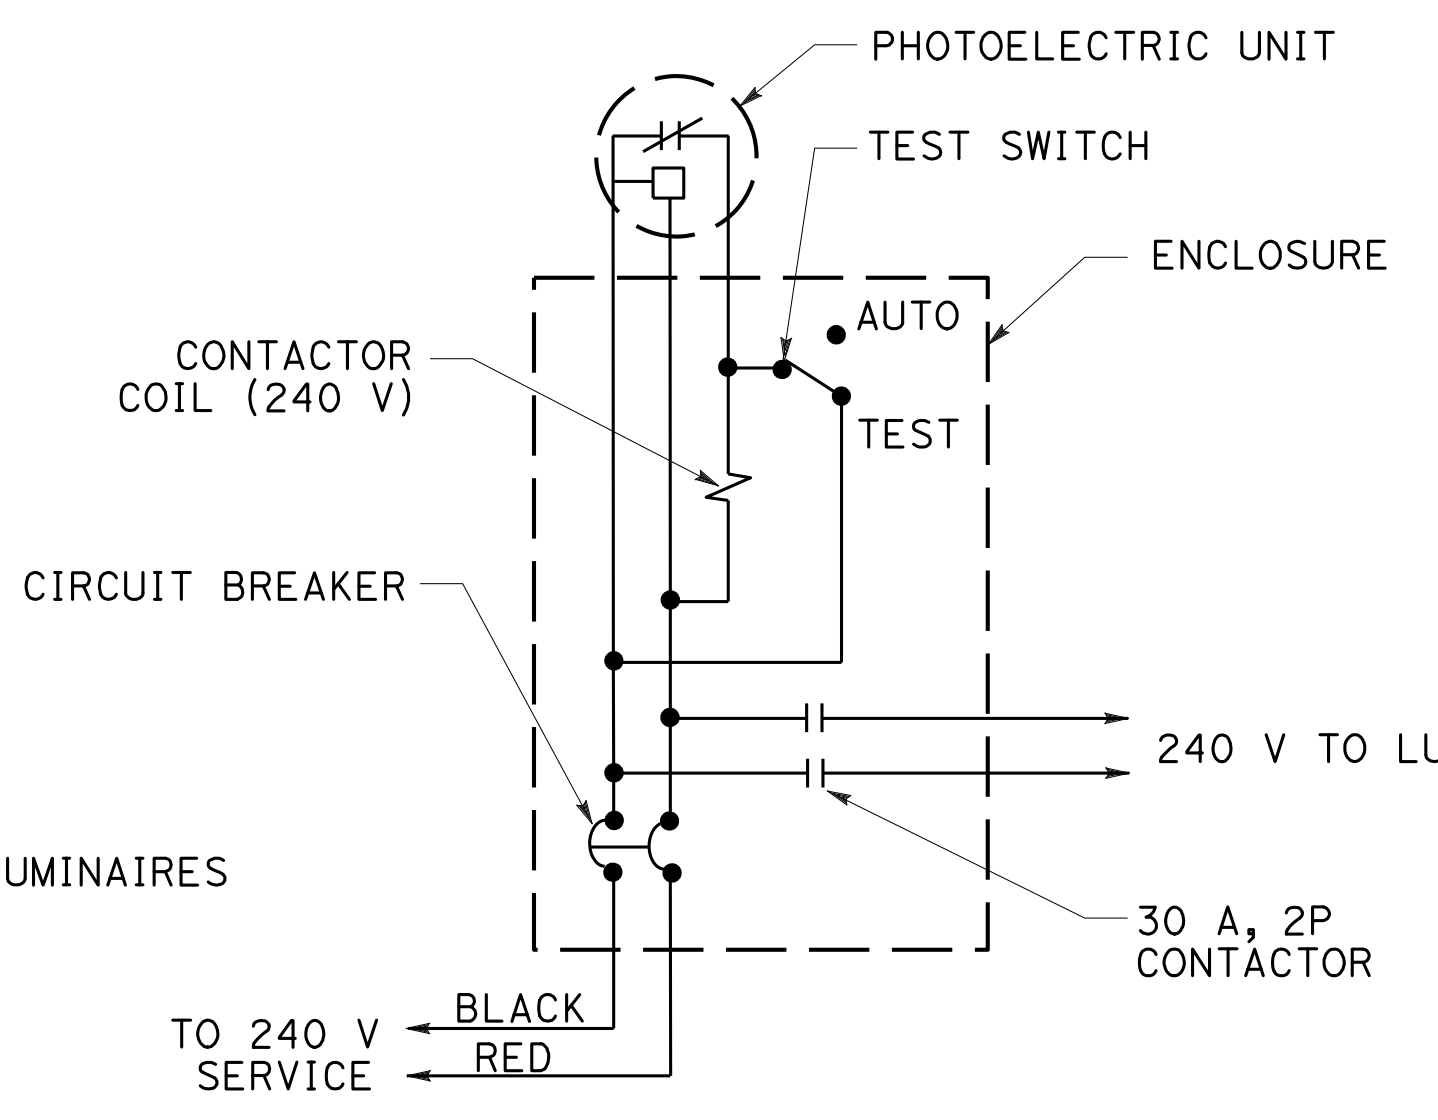 PHOTOELECTRIC UNIT
TEST SWITCH
ENCLOSURE
AUTO
CONTACTOR
COIL (240 V)
TEST
CIRCUIT BREAKER
240 V TO LU
UMINAIRES
30 A, 2P
CONTACTOR
BLACK
TO 240 V
SERVICE
RED